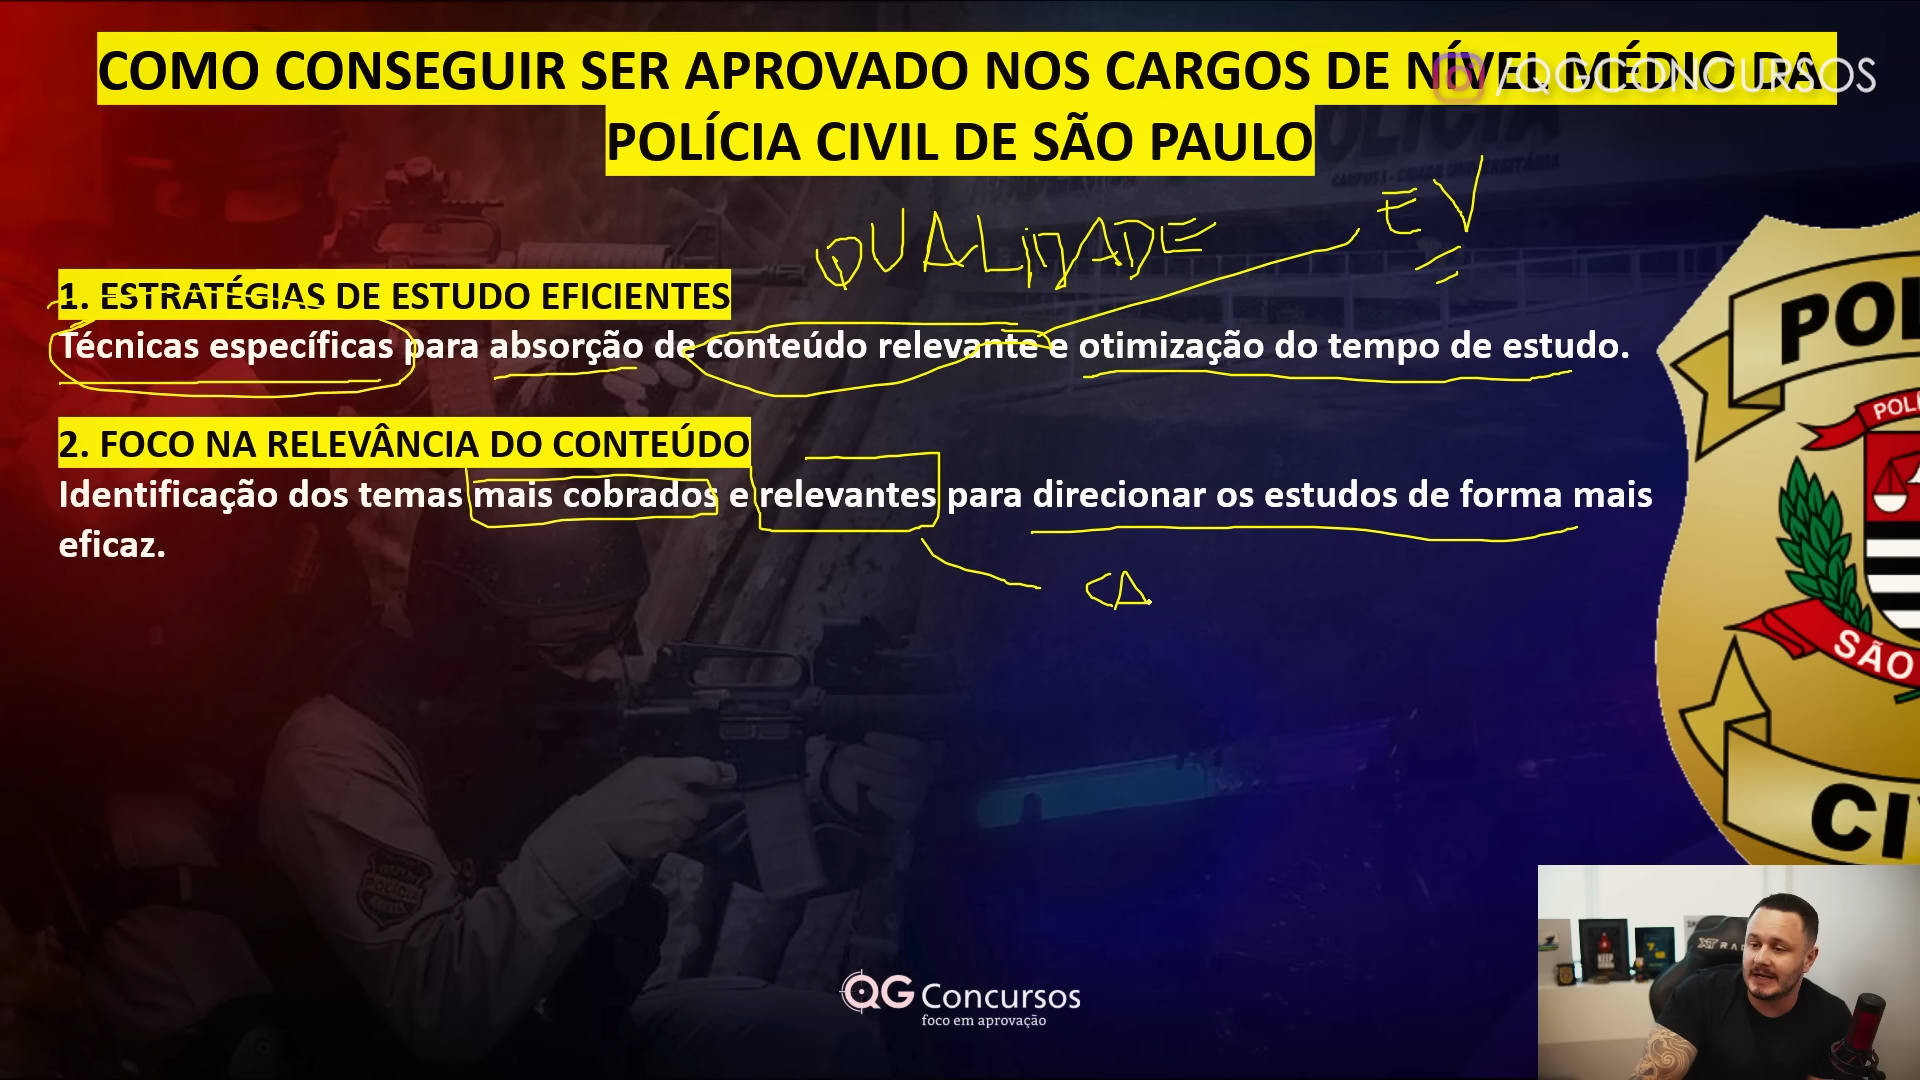 COMO CONSEGUIR SER APROVADO NOS CARGOS DE NÍVEL MÉDIO DA
/QGCONCURSOS
POLÍCIA CIVIL DE SÃO PAULO
QUALIDADE
EV
1. ESTRATÉGIAS DE ESTUDO EFICIENTES
Técnicas específicas para absorção de conteúdo relevante e otimização do tempo de estudo.
2. FOCO NA RELEVÂNCIA DO CONTEÚDO
Identificação dos temas mais cobrados e relevantes para direcionar os estudos de forma mais
eficaz.
CA
POL
POLI
SÃO
CI
QG Concursos
foco em aprovação